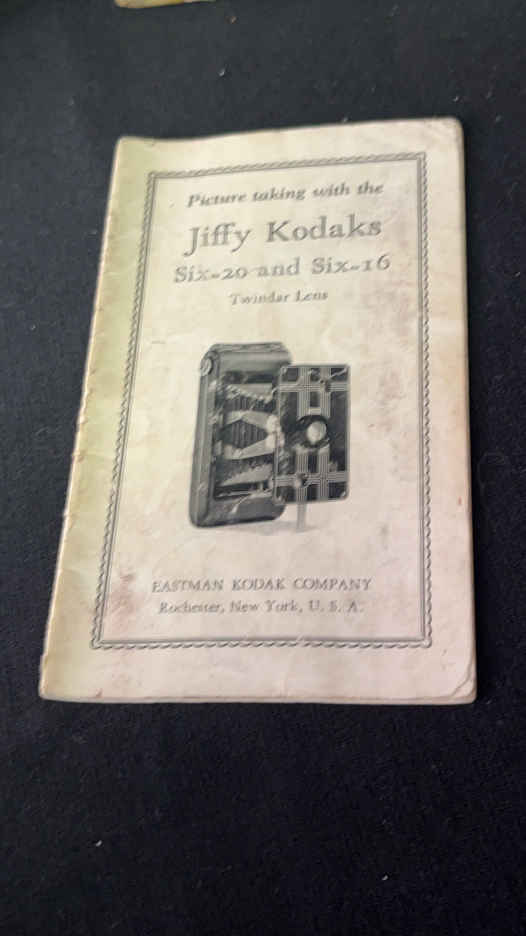 Picture taking with the
Jiffy Kodaks
Six-20 and Six-16
Twindar Lens
EASTMAN KODAK COMPANY
Rochester, New York, U. S. A.